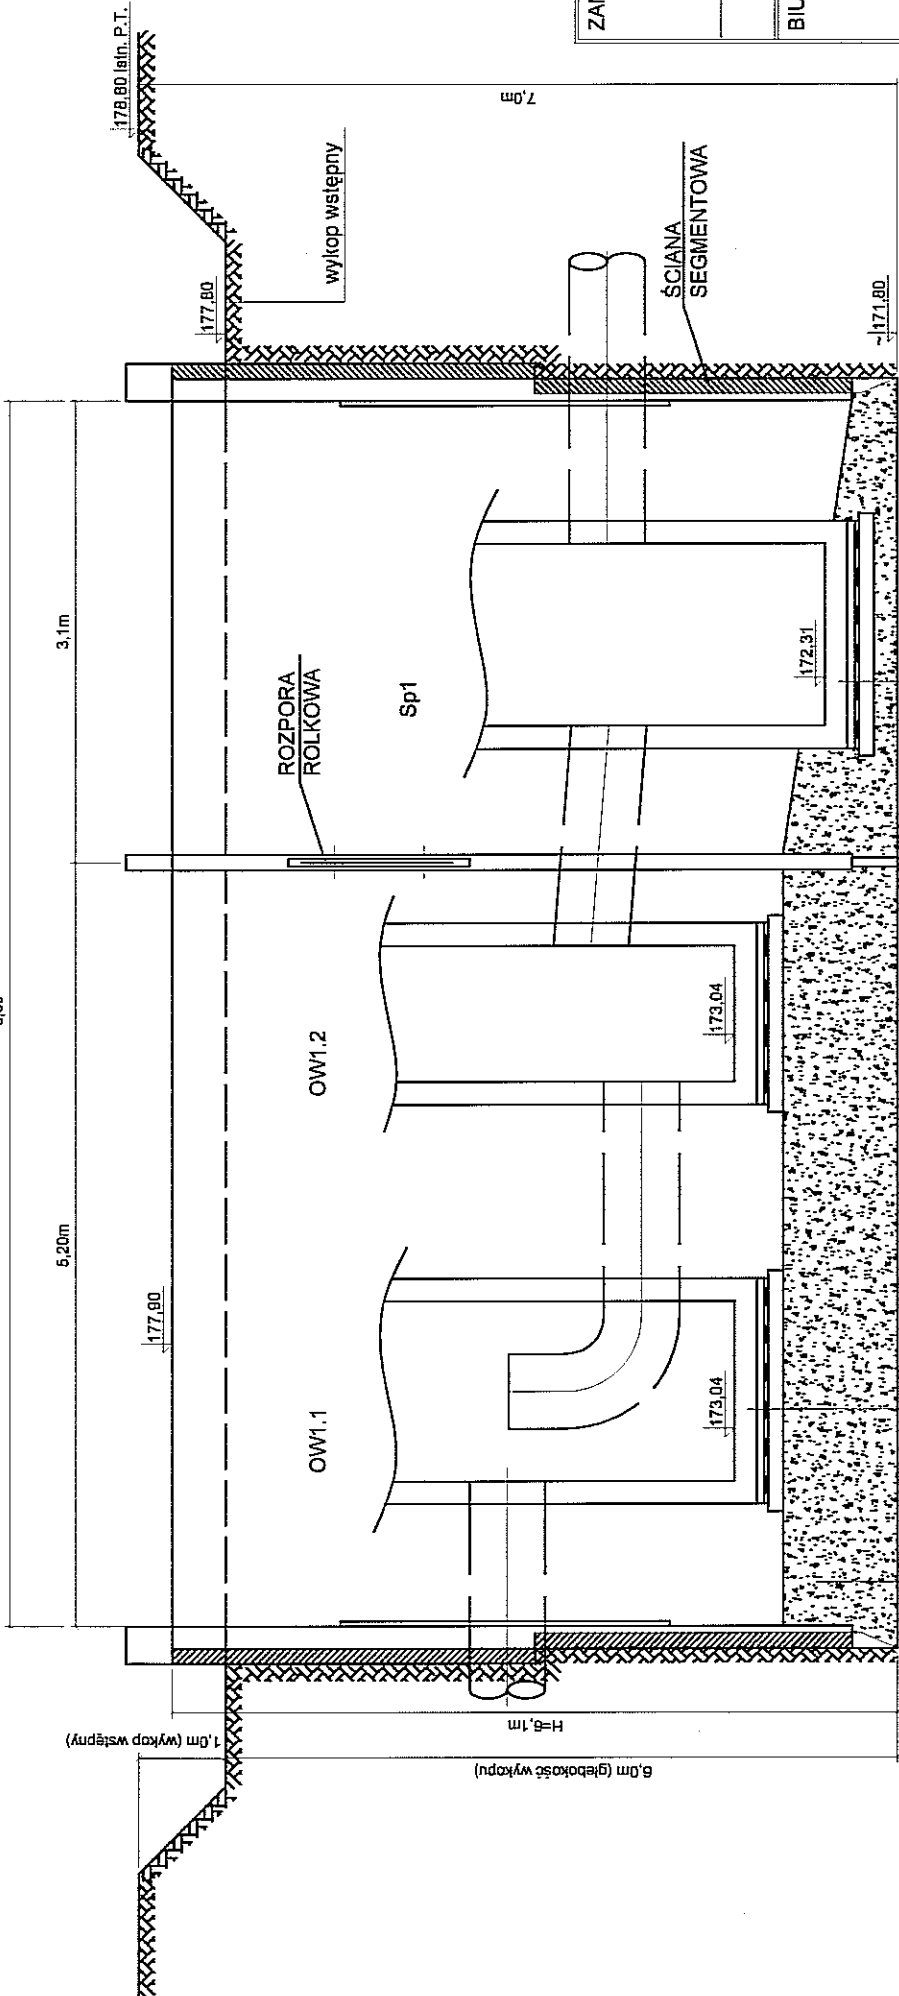 178,80 istn. P.T.
177,80
wykop wstępny
7,0m
ŚCIANA
SEGMENTOWA
~171,80
3,1m
ROZPORA
ROLKOWA
Sp1
172,31
5,20m
OW1.2
173,04
177,90
OW1.1
173,04
1,0m (wykop wstępny)
H=6,1m
6,0m (głębokość wykopu)
ZAM
BIU